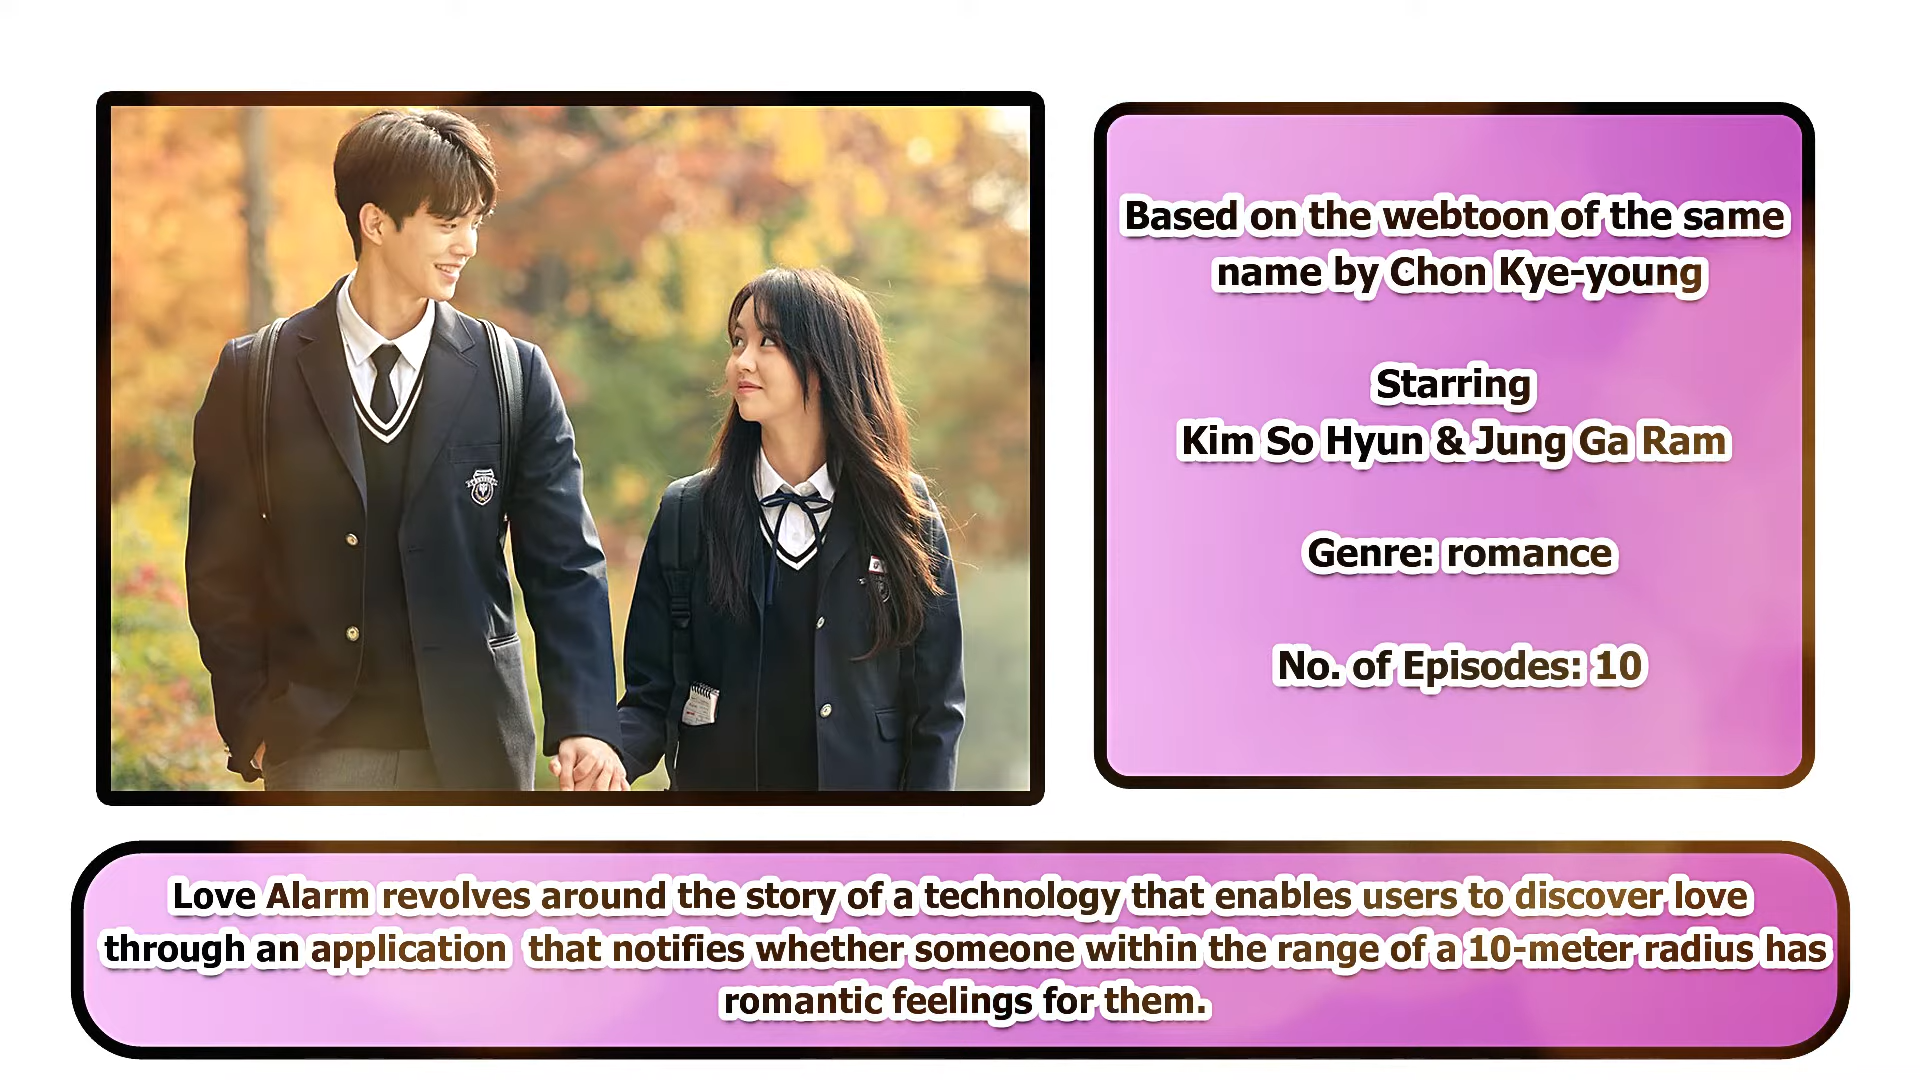 Based on the webtoon of the same
name by Chon Kye-young
Starring
Kim So Hyun & Jung Ga Ram
Genre: romance
No. of Episodes: 10
Love Alarm revolves around the story of a technology that enables users to discover love
through an application that notifies whether someone within the range of a 10-meter radius has
romantic feelings for them.